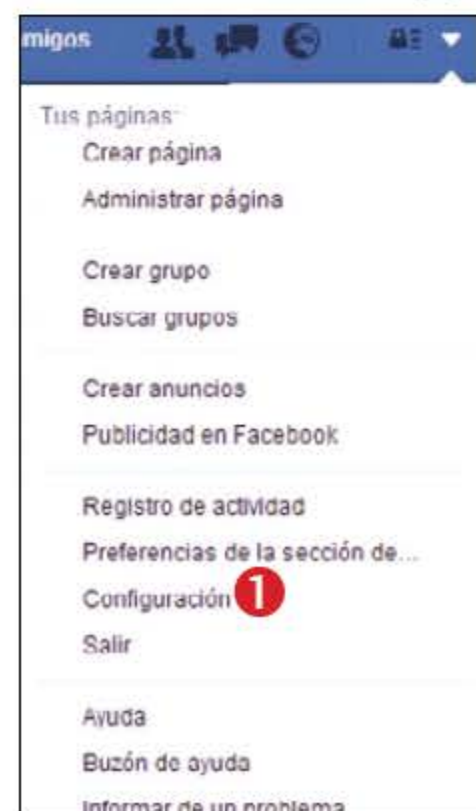 migos
Tus páginas:
Crear página
Administrar página
Crear grupo
Buscar grupos
Crear anuncios
Publicidad en Facebook
Registro de actividad
Preferencias de la sección de...
Configuración 1
Salir
Ayuda
Buzón de ayuda
Informar de un problema